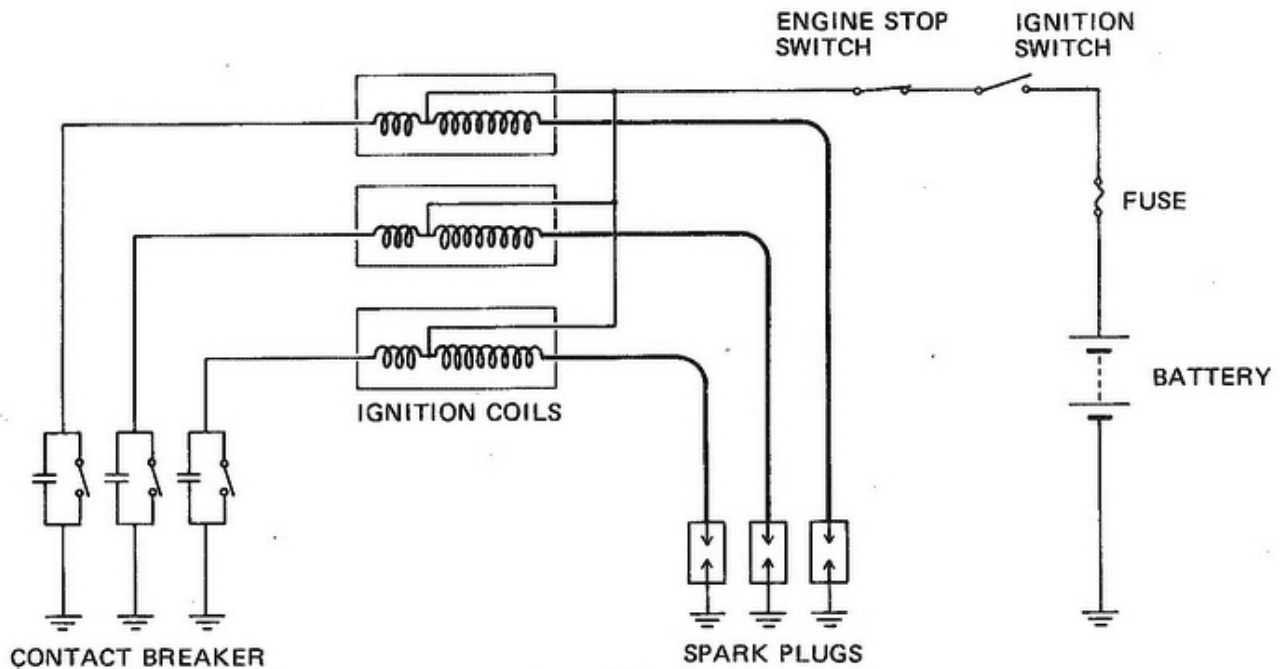 ENGINE STOP
SWITCH
IGNITION
SWITCH
FUSE
BATTERY
IGNITION COILS
CONTACT BREAKER
SPARK PLUGS